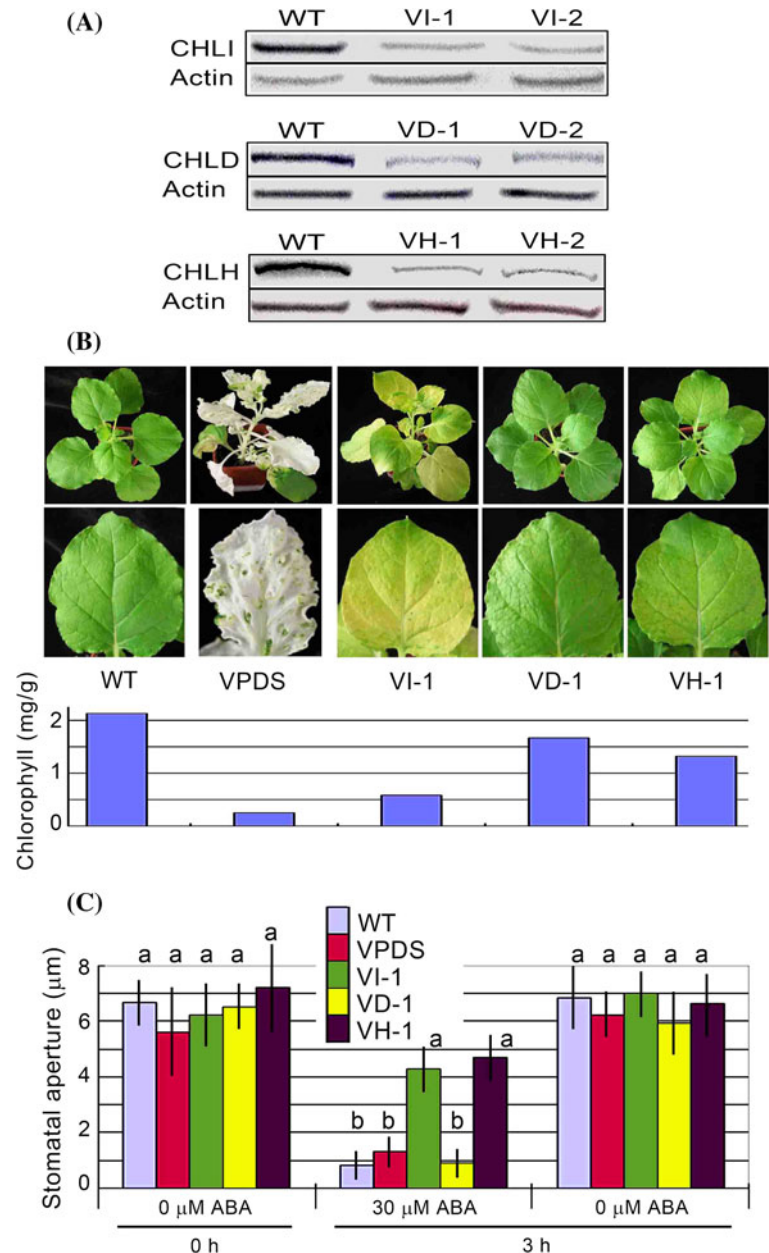 (A)
WT VI-1 VI-2
CHLI
Actin
WT VD-1 VD-2
CHLD
Actin
WT VH-1 VH-2
CHLH
Actin
(B)
WT VPDS VI-1 VD-1 VH-1
Chlorophyll (mg/g)
2
1
0
(C)
WT
VPDS
VI-1
VD-1
VH-1
Stomatal aperture (μm)
8
6
4
2
0
a a a a a
b b a b a
a a a a a
0 μM ABA 30 μM ABA 0 μM ABA
0 h 3 h